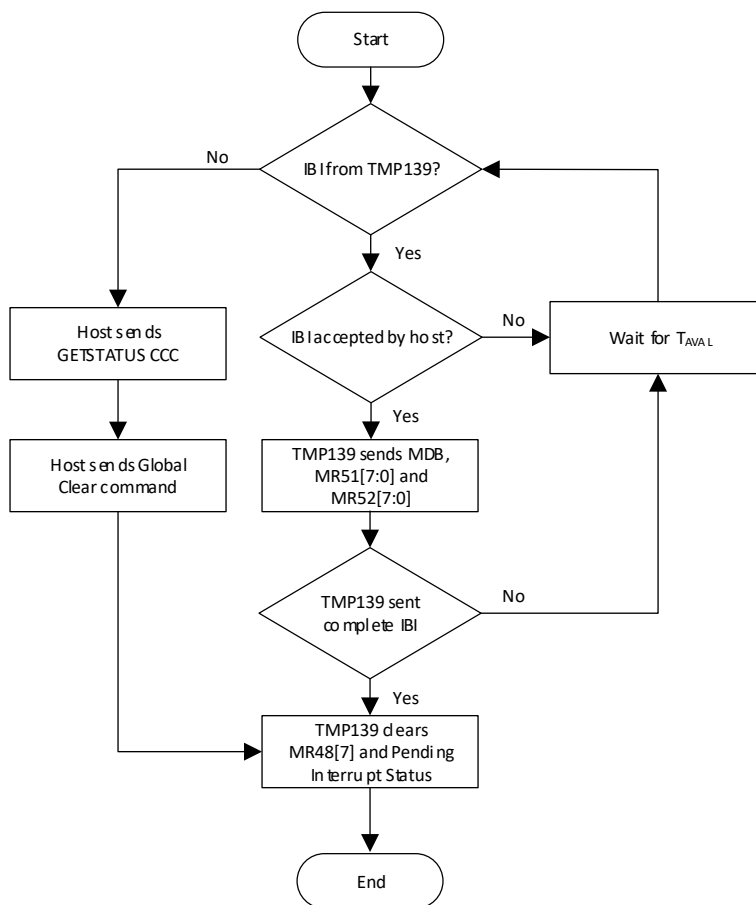 Start
No
IBI from TMP139?
Yes
Host sends
GETSTATUS CCC
IBI accepted by host?
No
Wait for TAVAL
Yes
Host sends Global
Clear command
TMP139 sends MDB,
MR51[7:0] and
MR52[7:0]
TMP139 sent
complete IBI
No
Yes
TMP139 clears
MR48[7] and Pending
Interrupt Status
End